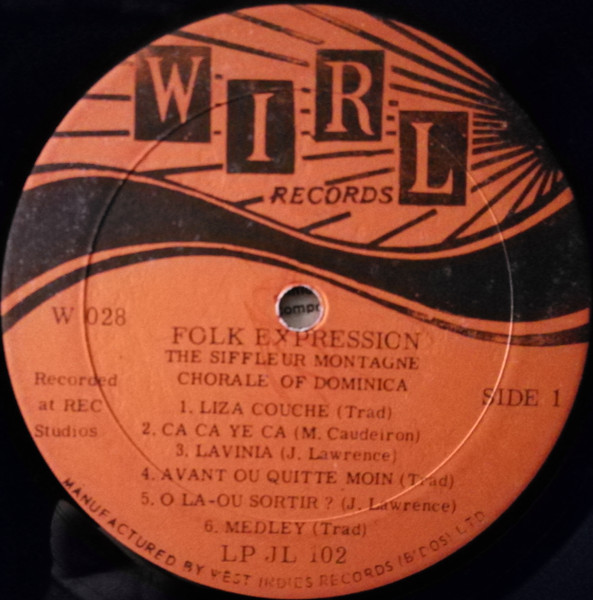 WIRL
RECORDS
W 028
FOLK EXPRESSION
THE SIFFLEUR MONTAGNE
CHORALE OF DOMINICA
Recorded
at REC
Studios
SIDE 1
1. LIZA COUCHE (Trad)
2. CA CA YE CA (M. Caudeiron)
3. LAVINIA (J. Lawrence)
4. AVANT OU QUITTE MOIN (Trad)
5. O LA-OU SORTIR ? (J. Lawrence)
6. MEDLEY (Trad)
LP JL 102
MANUFACTURED BY WEST INDIES RECORDS (B'DOS) LTD